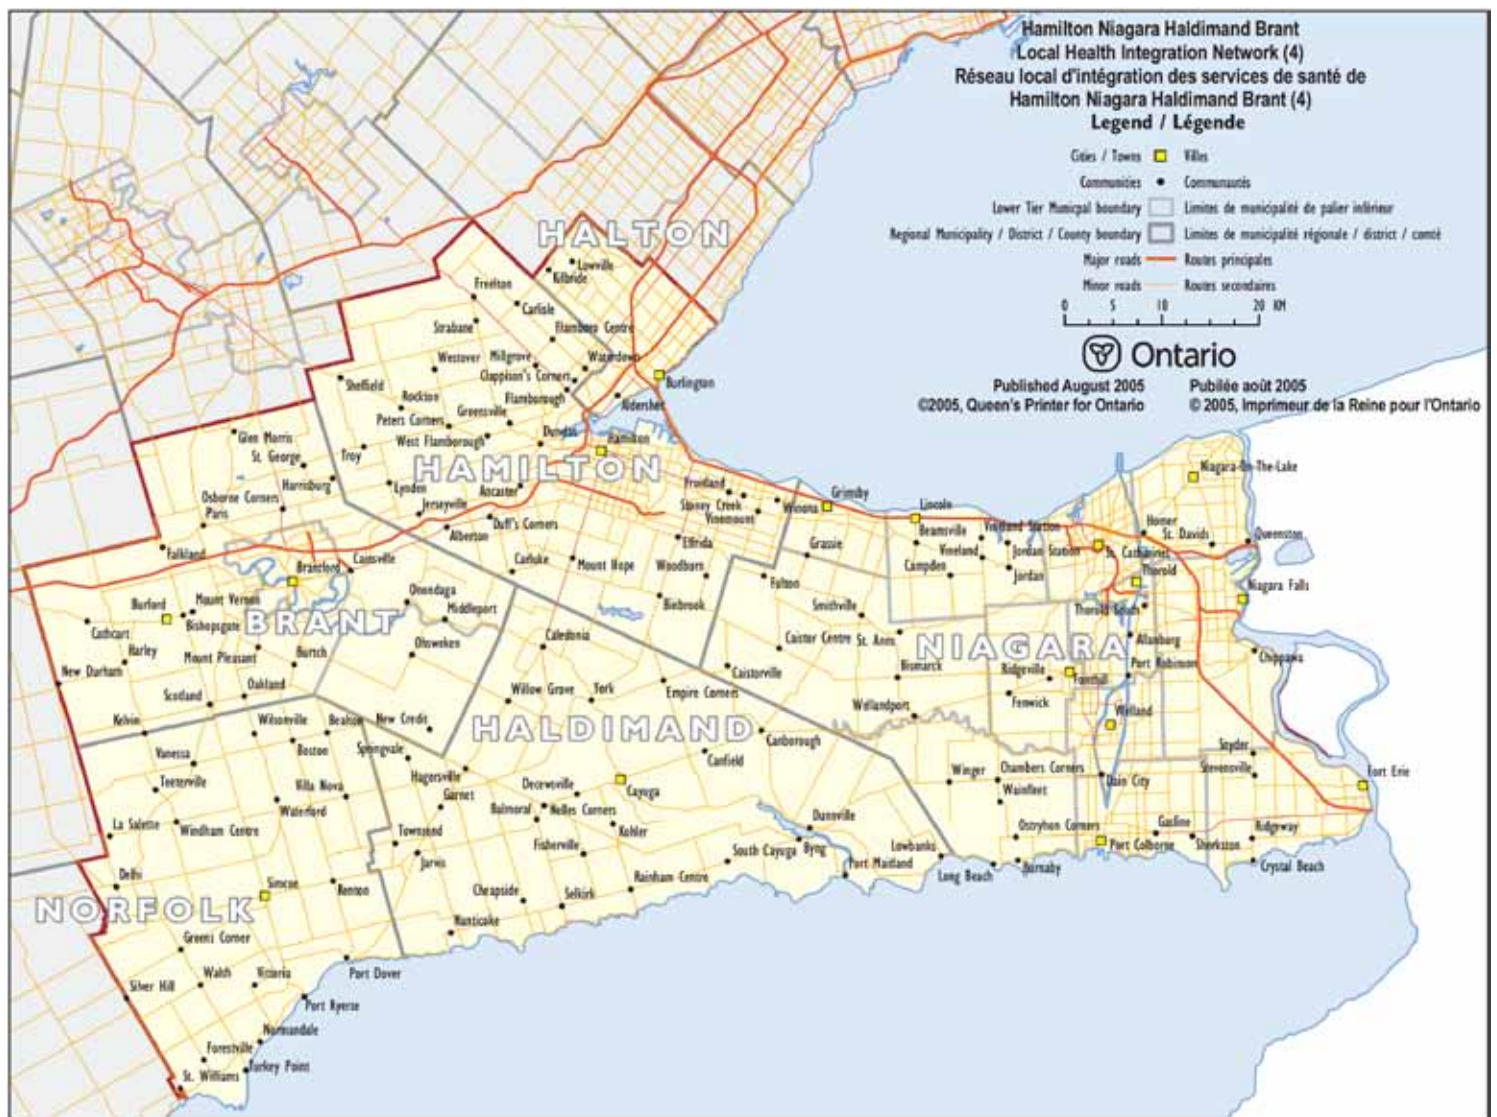 Hamilton Niagara Haldimand Brant
Local Health Integration Network (4)
Réseau local d'intégration des services de santé de
Hamilton Niagara Haldimand Brant (4)
Legend / Légende
Cities / Towns Villes
Communities Communautés
Lower Tier Municpal boundary Limites de municipalité de palier inférieur
Regional Municipality / District / County boundary Limites de municipalité régionale / district / comté
Major roads Routes principales
Minor roads Routes secondaires
0 5 10 20 KM
Ontario
Published August 2005 Publiée août 2005
©2005, Queen's Printer for Ontario © 2005, Imprimeur de la Reine pour l'Ontario
HALTON
Lowville
Kilbride
Freelton
Carlisle
Strabane
Flamboro Centre
Westover
Millgrove
Waterdown
Clappison's Corners
Sheffield
Flamborough
Burlington
Rockton
Aldershot
Greensville
Peters Corners
Dundas
Glen Morris
West Flamborough
Hamilton
St. George
Troy
HAMILTON
Niagara-On-The-Lake
Harrisburg
Lynden
Ancaster
Fruitland
Grimsby
Osborne Corners
Paris
Jerseyville
Stoney Creek
Winona
Lincoln
Vinemount
Duff's Corners
Homer
Alberton
Beamsville
Vineland Station
St. Davids
Queenston
Falkland
Elfrida
Grassie
Vineland
Jordan Station
St. Catharines
Cainsville
Carluke
Mount Hope
Woodburn
Campden
Jordan
Thorold
Brantford
Fulton
Niagara Falls
Onondaga
Binbrook
Smithville
Thorold South
Burford
Mount Vernon
Middleport
BRANT
Bishopsgate
Cathcart
Caledonia
Caistor Centre
St. Anns
NIAGARA
Allanburg
Harley
Mount Pleasant
Burtch
Ohsweken
Chippawa
New Durham
Caistorville
Bismarck
Ridgeville
Fonthill
Port Robinson
Scotland
Oakland
Willow Grove
York
Empire Corners
Fenwick
Wellandport
Welland
Kelvin
Wilsonville
Bealton
New Credit
HALDIMAND
Canborough
Vanessa
Boston
Springvale
Canfield
Snyder
Teeterville
Villa Nova
Hagersville
Decewsville
Cayuga
Winger
Chambers Corners
Dain City
Stevensville
Fort Erie
Waterford
Garnet
Wainfleet
La Salette
Windham Centre
Balmoral
Nelles Corners
Townsend
Kohler
Dunnville
Ostryhon Corners
Gasline
Ridgeway
Fisherville
Byng
Lowbanks
Port Colborne
Sherkston
Jarvis
South Cayuga
Port Maitland
Long Beach
Burnaby
Crystal Beach
Delhi
Simcoe
Renton
Cheapside
Selkirk
Rainham Centre
NORFOLK
Nanticoke
Greens Corner
Silver Hill
Walsh
Vittoria
Port Dover
Port Ryerse
Normandale
Forestville
Turkey Point
St. Williams